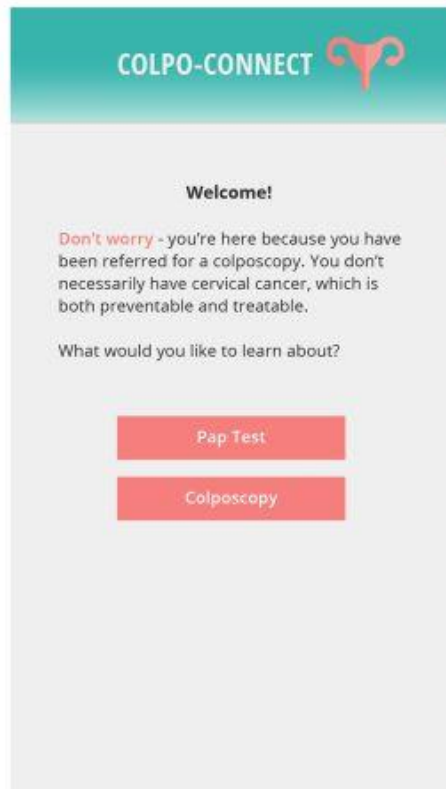 COLPO-CONNECT
Welcome!
Don't worry - you're here because you have
been referred for a colposcopy. You don't
necessarily have cervical cancer, which is
both preventable and treatable.
What would you like to learn about?
Pap Test
Colposcopy